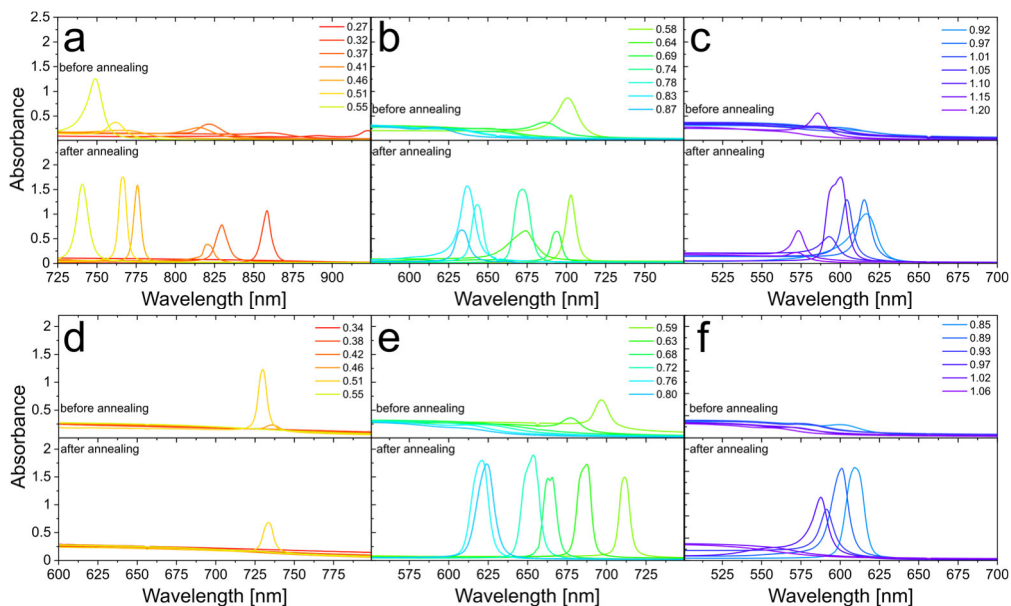 a
2.5
2
1.5
1
0.5
before annealing
0.27
0.32
0.37
0.41
0.46
0.51
0.55
b
before annealing
0.58
0.64
0.69
0.74
0.78
0.83
0.87
c
before annealing
0.92
0.97
1.01
1.05
1.10
1.15
1.20
Absorbance
after annealing
2
1.5
1
0.5
0
after annealing
after annealing
725 750 775 800 825 850 875 900
600 625 650 675 700 725 750
525 550 575 600 625 650 675 700
Wavelength [nm]
Wavelength [nm]
Wavelength [nm]
d
2
1.5
1
0.5
before annealing
0.34
0.38
0.42
0.46
0.51
0.55
e
before annealing
0.59
0.63
0.68
0.72
0.76
0.80
f
before annealing
0.85
0.89
0.93
0.97
1.02
1.06
Absorbance
after annealing
2
1.5
1
0.5
0
after annealing
after annealing
600 625 650 675 700 725 750 775
575 600 625 650 675 700 725
525 550 575 600 625 650 675 700
Wavelength [nm]
Wavelength [nm]
Wavelength [nm]